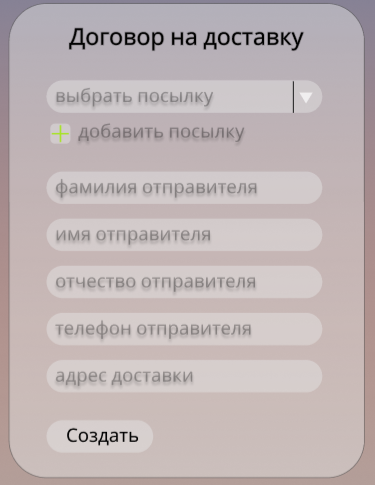 Договор на доставку
выбрать посылку
добавить посылку
фамилия отправителя
имя отправителя
отчество отправителя
телефон отправителя
адрес доставки
Создать